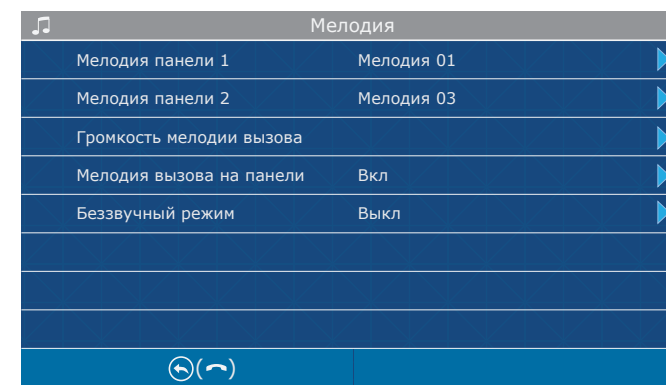 Мелодия
Мелодия панели 1 Мелодия 01
Мелодия панели 2 Мелодия 03
Громкость мелодии вызова
Мелодия вызова на панели Вкл
Беззвучный режим Выкл